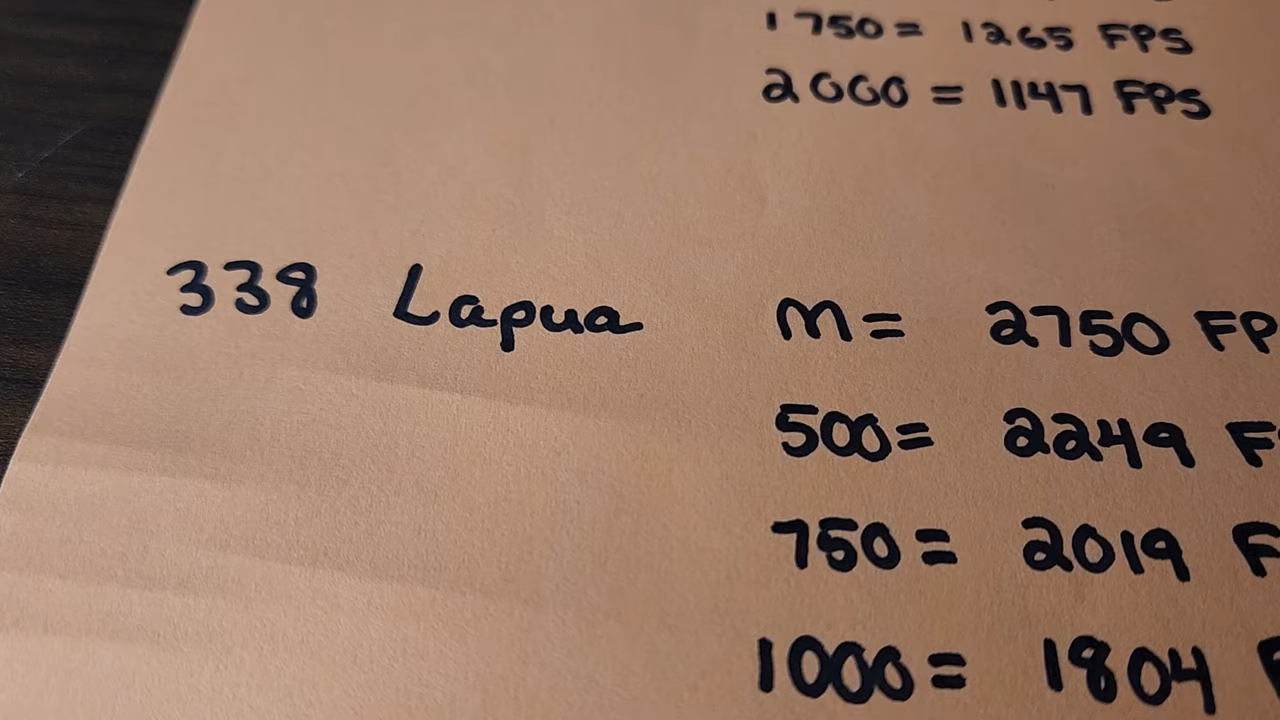 1750 = 1265 FPS
2000 = 1147 FPS
338 Lapua m = 2750 FP
500 = 2249 F
750 = 2019 F
1000 = 1804